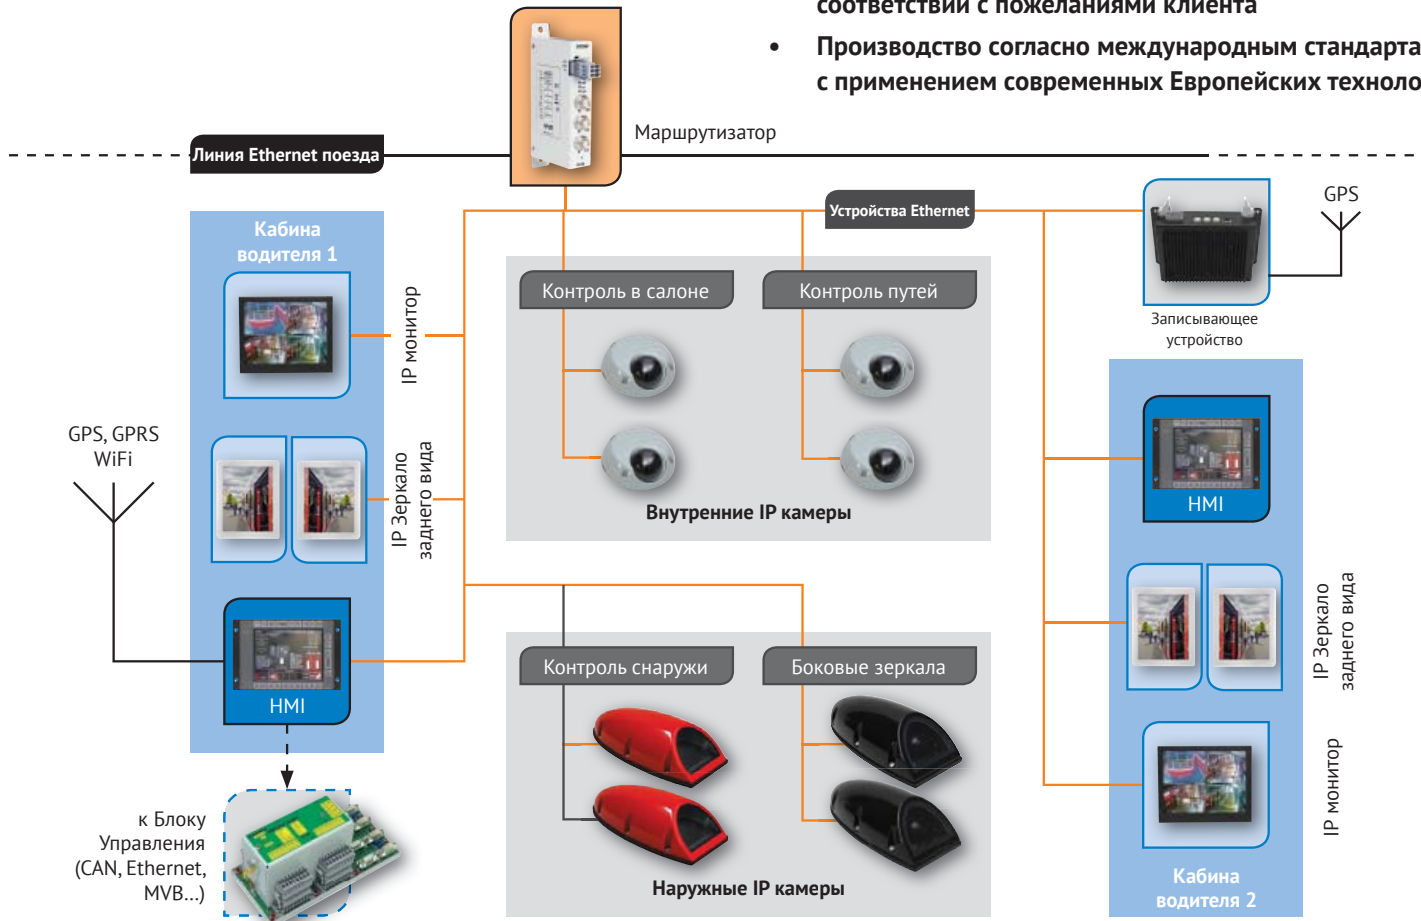 соответствии с пожеланиями клиента
• Производство согласно международным стандарта
с применением современных Европейских техноло
Маршрутизатор
Линия Ethernet поезда
Устройства Ethernet
GPS
Кабина
водителя 1
IP монитор
Контроль в салоне
Контроль путей
Записывающее
устройство
GPS, GPRS
WiFi
IP Зеркало
заднего вида
Внутренние IP камеры
HMI
HMI
Контроль снаружи
Боковые зеркала
IP Зеркало
заднего вида
IP монитор
к Блоку
Управления
(CAN, Ethernet,
MVB...)
Наружные IP камеры
Кабина
водителя 2